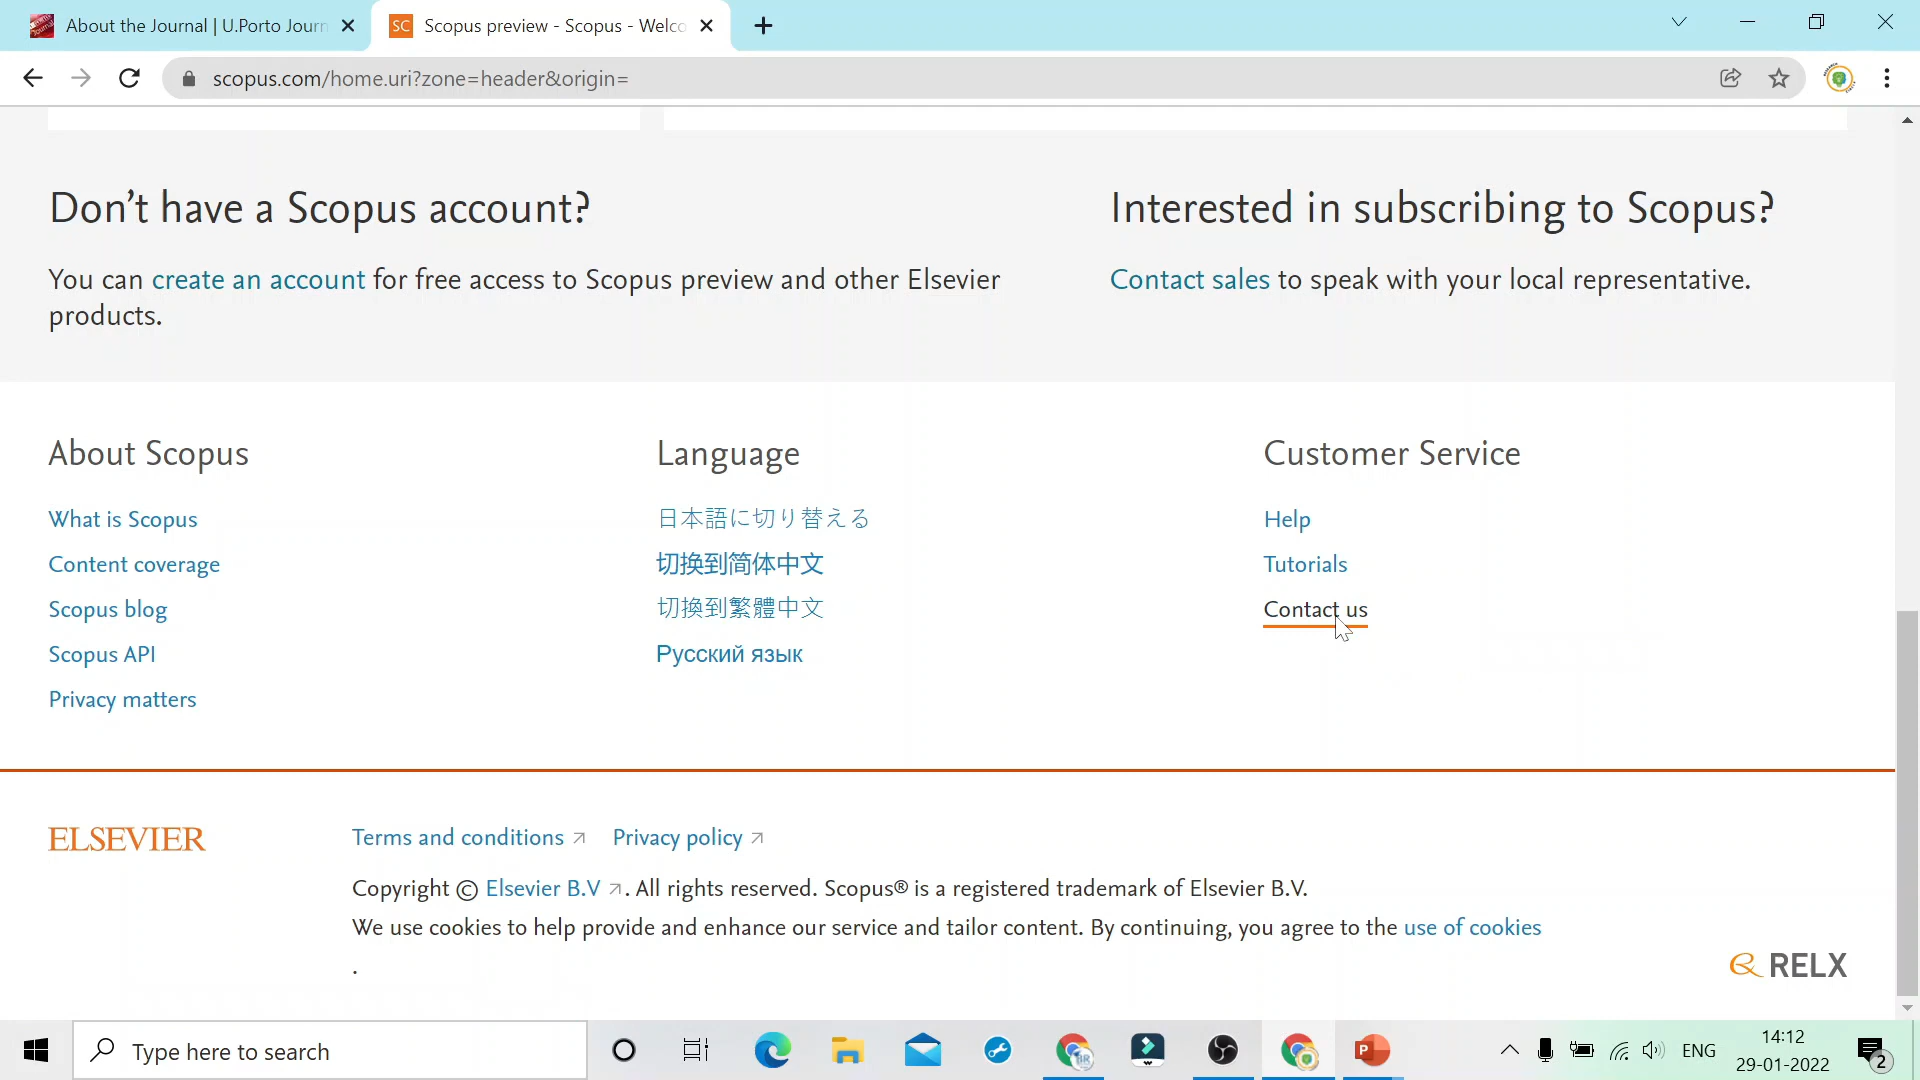 About the Journal | U.Porto Journ
SC Scopus preview - Scopus - Welco
scopus.com/home.uri?zone=header&origin=
Don’t have a Scopus account?
You can create an account for free access to Scopus preview and other Elsevier
products.
Interested in subscribing to Scopus?
Contact sales to speak with your local representative.
About Scopus
What is Scopus
Content coverage
Scopus blog
Scopus API
Privacy matters
Language
日本語に切り替える
切换到简体中文
切換到繁體中文
Русский язык
Customer Service
Help
Tutorials
Contact us
ELSEVIER
Terms and conditions Privacy policy
Copyright © Elsevier B.V . All rights reserved. Scopus® is a registered trademark of Elsevier B.V.
We use cookies to help provide and enhance our service and tailor content. By continuing, you agree to the use of cookies
.
RELX
Type here to search
ENG
14:12
29-01-2022
2